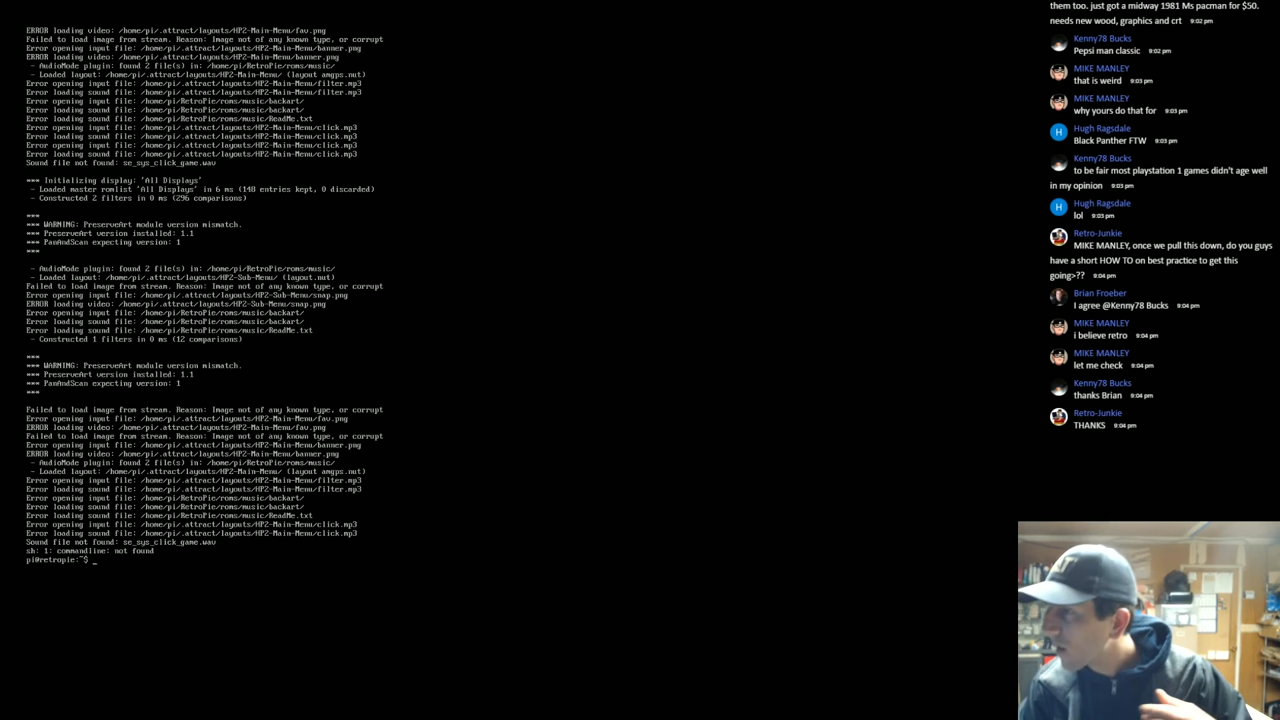 ERROR loading video: /home/pi/.attract/layouts/HP2-Main-Menu/fav.png
Failed to load image from stream. Reason: Image not of any known type, or corrupt
Error opening input file: /home/pi/.attract/layouts/HP2-Main-Menu/banner.png
ERROR loading video: /home/pi/.attract/layouts/HP2-Main-Menu/banner.png
- AudioMode plugin: found 2 file(s) in: /home/pi/RetroPie/roms/music/
- Loaded layout: /home/pi/.attract/layouts/HP2-Main-Menu/ (layout amgps.nut)
Error opening input file: /home/pi/.attract/layouts/HP2-Main-Menu/filter.mp3
Error loading sound file: /home/pi/.attract/layouts/HP2-Main-Menu/filter.mp3
Error opening input file: /home/pi/RetroPie/roms/music/backart/
Error loading sound file: /home/pi/RetroPie/roms/music/backart/
Error loading sound file: /home/pi/RetroPie/roms/music/ReadMe.txt
Error opening input file: /home/pi/.attract/layouts/HP2-Main-Menu/click.mp3
Error loading sound file: /home/pi/.attract/layouts/HP2-Main-Menu/click.mp3
Error opening input file: /home/pi/.attract/layouts/HP2-Main-Menu/click.mp3
Error loading sound file: /home/pi/.attract/layouts/HP2-Main-Menu/click.mp3
Sound file not found: se_sys_click_game.wav
*** Initializing display: 'All Displays'
- Loaded master romlist 'All Displays' in 6 ms (148 entries kept, 0 discarded)
- Constructed 2 filters in 0 ms (296 comparisons)
***
*** WARNING: PreserveArt module version mismatch.
*** PreserveArt version installed: 1.1
*** PanAndScan expecting version: 1
***
- AudioMode plugin: found 2 file(s) in: /home/pi/RetroPie/roms/music/
- Loaded layout: /home/pi/.attract/layouts/HP2-Sub-Menu/ (layout.nut)
Failed to load image from stream. Reason: Image not of any known type, or corrupt
Error opening input file: /home/pi/.attract/layouts/HP2-Sub-Menu/snap.png
ERROR loading video: /home/pi/.attract/layouts/HP2-Sub-Menu/snap.png
Error opening input file: /home/pi/RetroPie/roms/music/backart/
Error loading sound file: /home/pi/RetroPie/roms/music/backart/
Error loading sound file: /home/pi/RetroPie/roms/music/ReadMe.txt
- Constructed 1 filters in 0 ms (12 comparisons)
***
*** WARNING: PreserveArt module version mismatch.
*** PreserveArt version installed: 1.1
*** PanAndScan expecting version: 1
***
Failed to load image from stream. Reason: Image not of any known type, or corrupt
Error opening input file: /home/pi/.attract/layouts/HP2-Main-Menu/fav.png
ERROR loading video: /home/pi/.attract/layouts/HP2-Main-Menu/fav.png
Failed to load image from stream. Reason: Image not of any known type, or corrupt
Error opening input file: /home/pi/.attract/layouts/HP2-Main-Menu/banner.png
ERROR loading video: /home/pi/.attract/layouts/HP2-Main-Menu/banner.png
- AudioMode plugin: found 2 file(s) in: /home/pi/RetroPie/roms/music/
- Loaded layout: /home/pi/.attract/layouts/HP2-Main-Menu/ (layout amgps.nut)
Error opening input file: /home/pi/.attract/layouts/HP2-Main-Menu/filter.mp3
Error loading sound file: /home/pi/.attract/layouts/HP2-Main-Menu/filter.mp3
Error opening input file: /home/pi/RetroPie/roms/music/backart/
Error loading sound file: /home/pi/RetroPie/roms/music/backart/
Error loading sound file: /home/pi/RetroPie/roms/music/ReadMe.txt
Error opening input file: /home/pi/.attract/layouts/HP2-Main-Menu/click.mp3
Error loading sound file: /home/pi/.attract/layouts/HP2-Main-Menu/click.mp3
Sound file not found: se_sys_click_game.wav
sh: 1: commandline: not found
pi@retropie:~$ _
them too. just got a midway 1981 Ms pacman for $50.
needs new wood, graphics and crt 9:02 pm
Kenny78 Bucks
Pepsi man classic 9:02 pm
MIKE MANLEY
that is weird 9:03 pm
MIKE MANLEY
why yours do that for 9:03 pm
H
Hugh Ragsdale
Black Panther FTW 9:03 pm
Kenny78 Bucks
to be fair most playstation 1 games didn't age well
in my opinion 9:03 pm
H
Hugh Ragsdale
lol 9:03 pm
Retro-Junkie
MIKE MANLEY, once we pull this down, do you guys
have a short HOW TO on best practice to get this
going>?? 9:04 pm
Brian Froeber
I agree @Kenny78 Bucks 9:04 pm
MIKE MANLEY
i believe retro 9:04 pm
MIKE MANLEY
let me check 9:04 pm
Kenny78 Bucks
thanks Brian 9:04 pm
Retro-Junkie
THANKS 9:04 pm